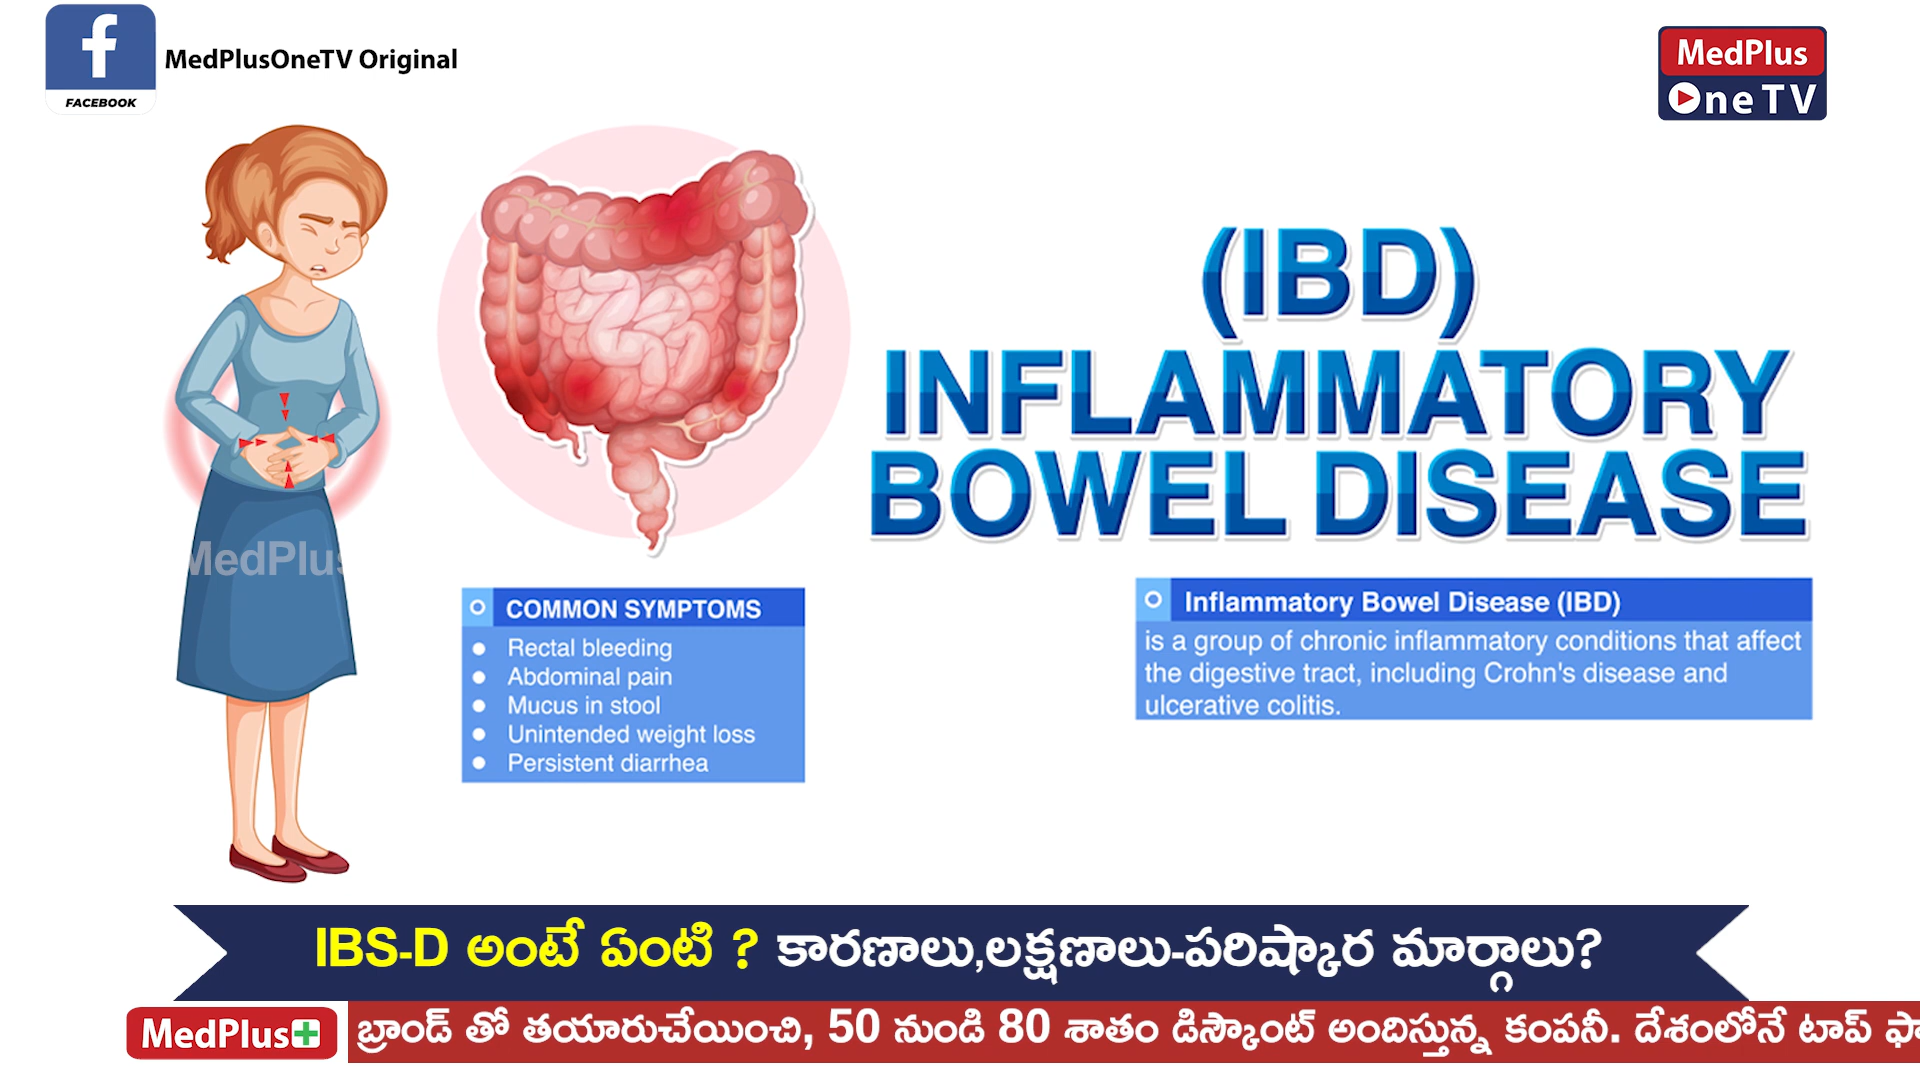 FACEBOOK
MedPlusOneTV Original
MedPlus
One TV
(IBD)
INFLAMMATORY
BOWEL DISEASE
MedPlus
COMMON SYMPTOMS
Rectal bleeding
Abdominal pain
Mucus in stool
Unintended weight loss
Persistent diarrhea
Inflammatory Bowel Disease (IBD)
is a group of chronic inflammatory conditions that affect
the digestive tract, including Crohn's disease and
ulcerative colitis.
IBS-D అంటే ఏంటి ? కారణాలు,లక్షణాలు-పరిష్కార మార్గాలు?
MedPlus+
బ్రాండ్ తో తయారుచేయించి, 50 నుండి 80 శాతం డిస్కౌంట్ అందిస్తున్న కంపనీ. దేశంలోనే టాప్